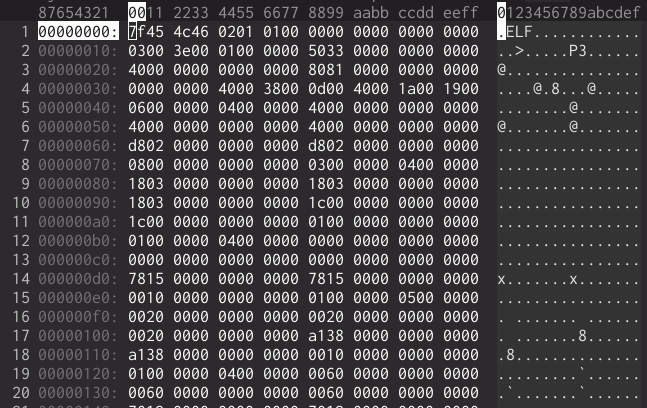 87654321 0011 2233 4455 6677 8899 aabb ccdd eeff 0123456789abcdef
1 00000000: 7f45 4c46 0201 0100 0000 0000 0000 0000 .ELF............
2 00000010: 0300 3e00 0100 0000 5033 0000 0000 0000 ..>.....P3......
3 00000020: 4000 0000 0000 0000 8081 0000 0000 0000 @...............
4 00000030: 0000 0000 4000 3800 0d00 4000 1a00 1900 ....@.8...@.....
5 00000040: 0600 0000 0400 0000 4000 0000 0000 0000 ........@.......
6 00000050: 4000 0000 0000 0000 4000 0000 0000 0000 @.......@.......
7 00000060: d802 0000 0000 0000 d802 0000 0000 0000 ................
8 00000070: 0800 0000 0000 0000 0300 0000 0400 0000 ................
9 00000080: 1803 0000 0000 0000 1803 0000 0000 0000 ................
10 00000090: 1803 0000 0000 0000 1c00 0000 0000 0000 ................
11 000000a0: 1c00 0000 0000 0000 0100 0000 0000 0000 ................
12 000000b0: 0100 0000 0400 0000 0000 0000 0000 0000 ................
13 000000c0: 0000 0000 0000 0000 0000 0000 0000 0000 ................
14 000000d0: 7815 0000 0000 0000 7815 0000 0000 0000 x.......x.......
15 000000e0: 0010 0000 0000 0000 0100 0000 0500 0000 ................
16 000000f0: 0020 0000 0000 0000 0020 0000 0000 0000 . ....... ......
17 00000100: 0020 0000 0000 0000 a138 0000 0000 0000 . .......8......
18 00000110: a138 0000 0000 0000 0010 0000 0000 0000 .8..............
19 00000120: 0100 0000 0400 0000 0060 0000 0000 0000 .........`......
20 00000130: 0060 0000 0000 0000 0060 0000 0000 0000 .`.......`......